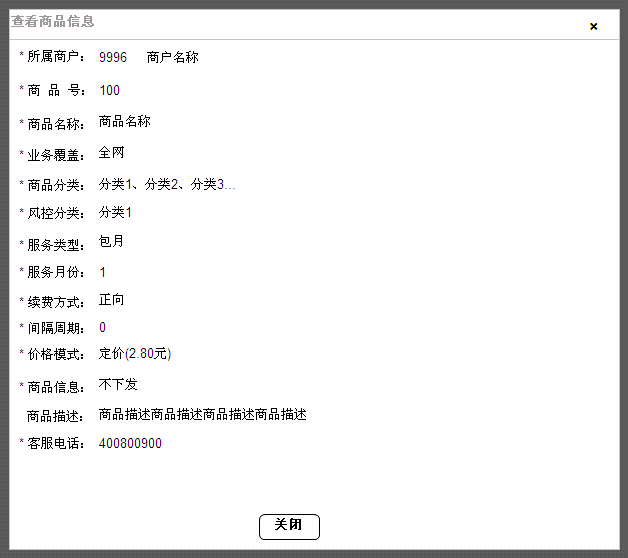 查看商品信息
×
* 所属商户： 9996 商户名称
* 商 品 号： 100
* 商品名称： 商品名称
* 业务覆盖： 全网
* 商品分类： 分类1、分类2、分类3...
* 风控分类： 分类1
* 服务类型： 包月
* 服务月份： 1
* 续费方式： 正向
* 间隔周期： 0
* 价格模式： 定价(2.80元)
* 商品信息： 不下发
商品描述： 商品描述商品描述商品描述商品描述
* 客服电话： 400800900
关闭